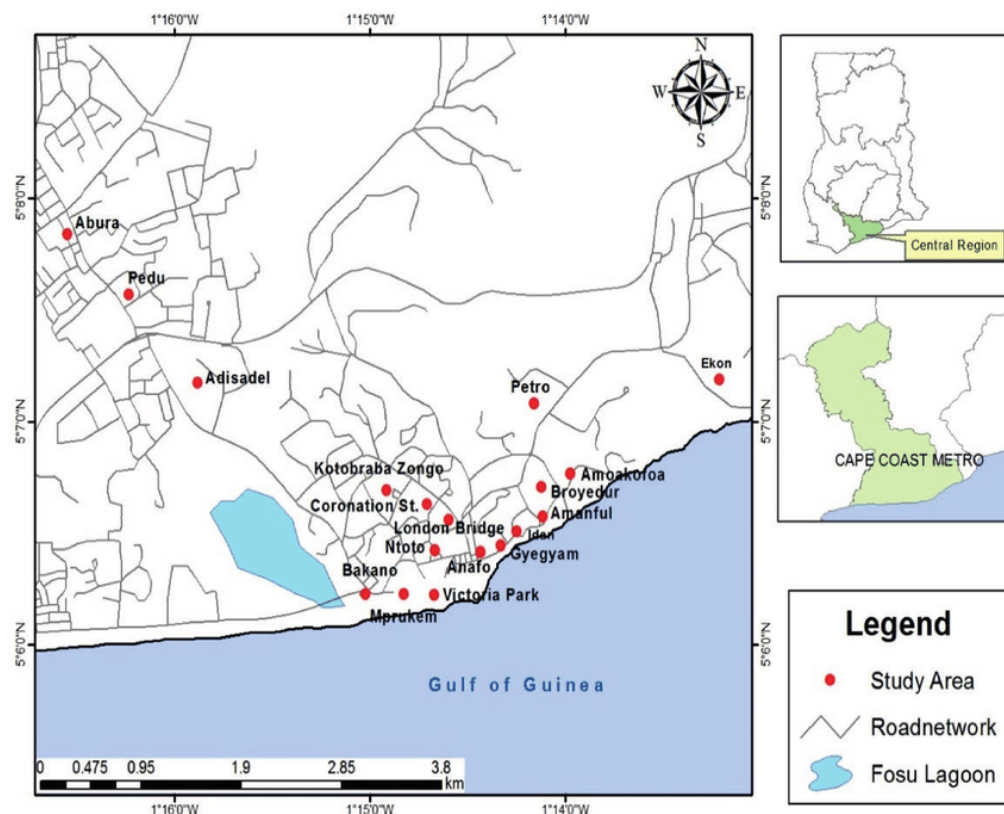 1°16'0"W 1°15'0"W 1°14'0"W
N
W E
S
5°8'0"N 5°8'0"N
Abura
Pedu
Central Region
Adisadel
Ekon
Petro
5°7'0"N 5°7'0"N
Kotobraba Zongo
Amoakofoa
CAPE COAST METRO
Coronation St.
Broyedur
London Bridge
Amanful
Idan
Ntoto
Gyegyam
Anafo
Bakano
Victoria Park
Mprukem
5°6'0"N 5°6'0"N
Gulf of Guinea
Legend
Study Area
Roadnetwork
Fosu Lagoon
0 0.475 0.95 1.9 2.85 3.8
km
1°16'0"W 1°15'0"W 1°14'0"W